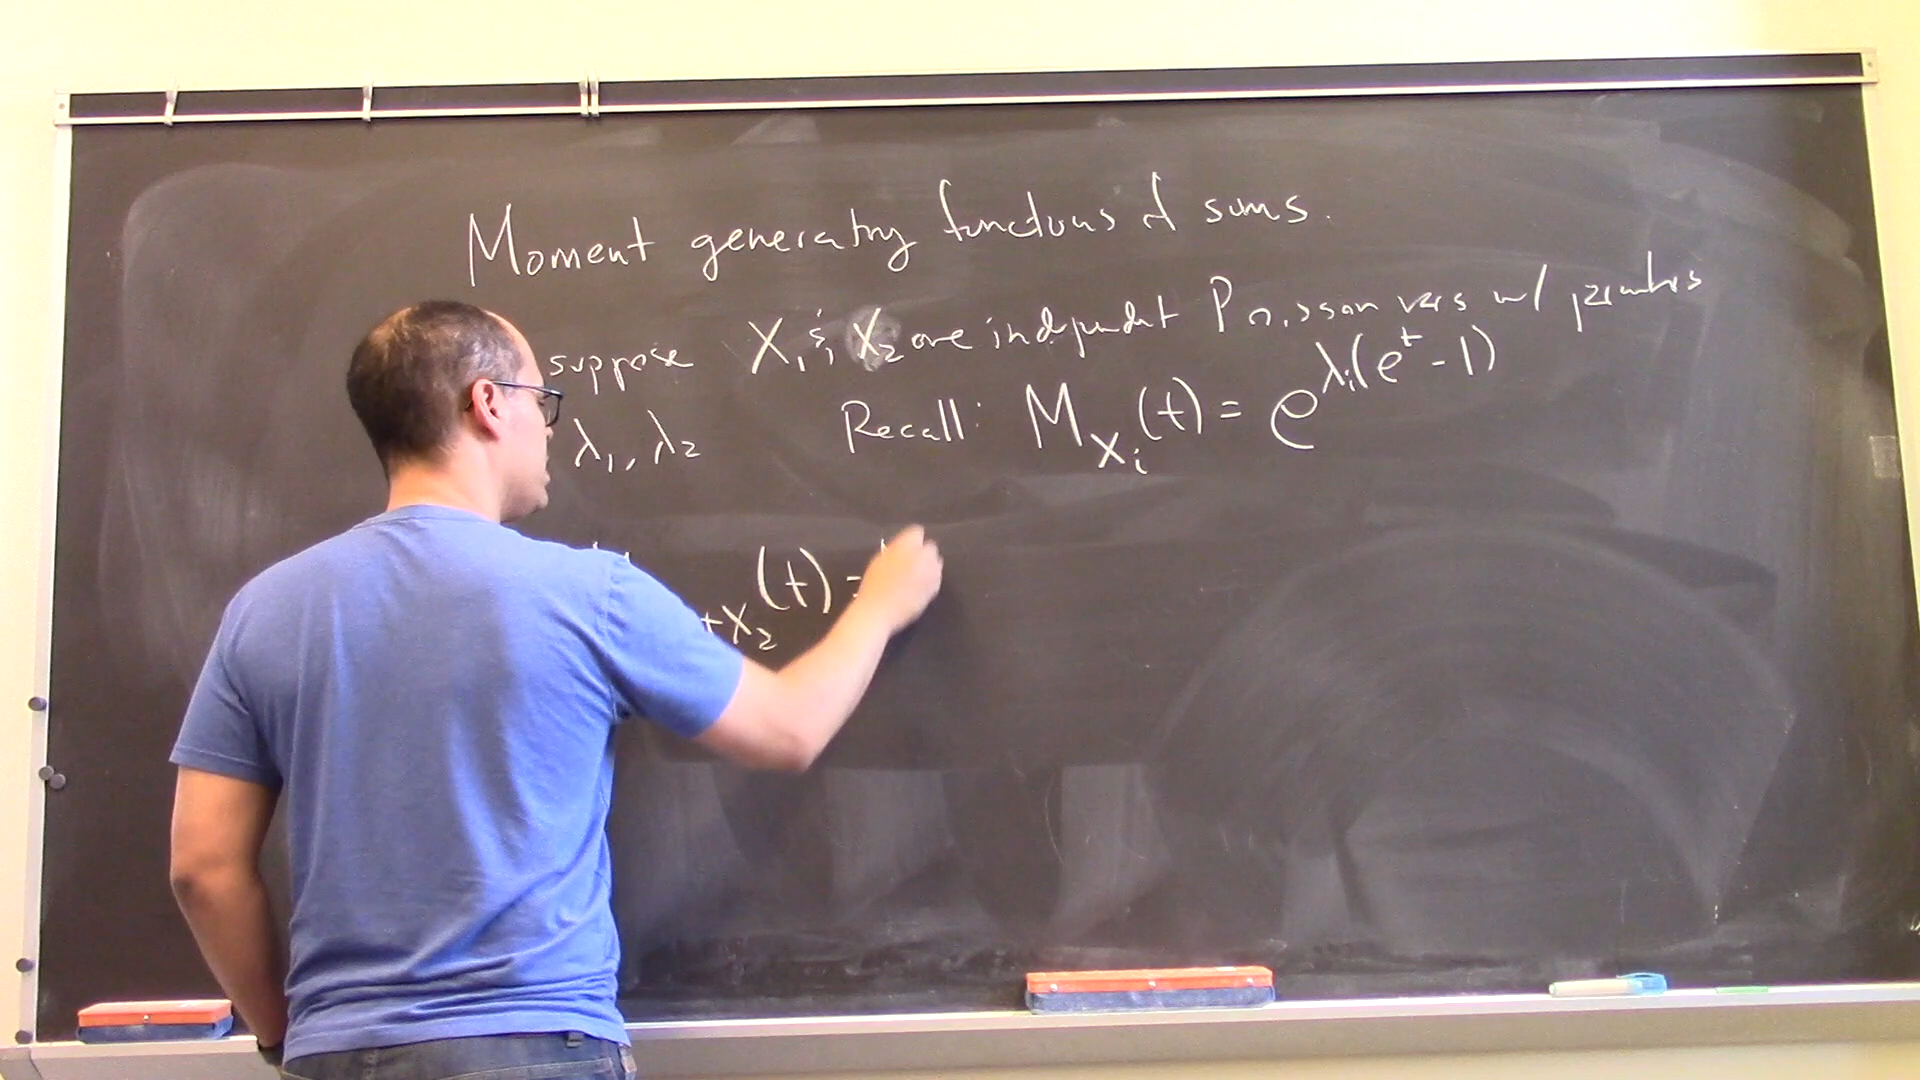 Moment generating functions of sums.
suppose X₁ & X₂ are independent Poisson vars w/ parameters
λ₁, λ₂ Recall: M_{X_i}(t) = e^{λ_i(e^t - 1)}
+X₂(t) =